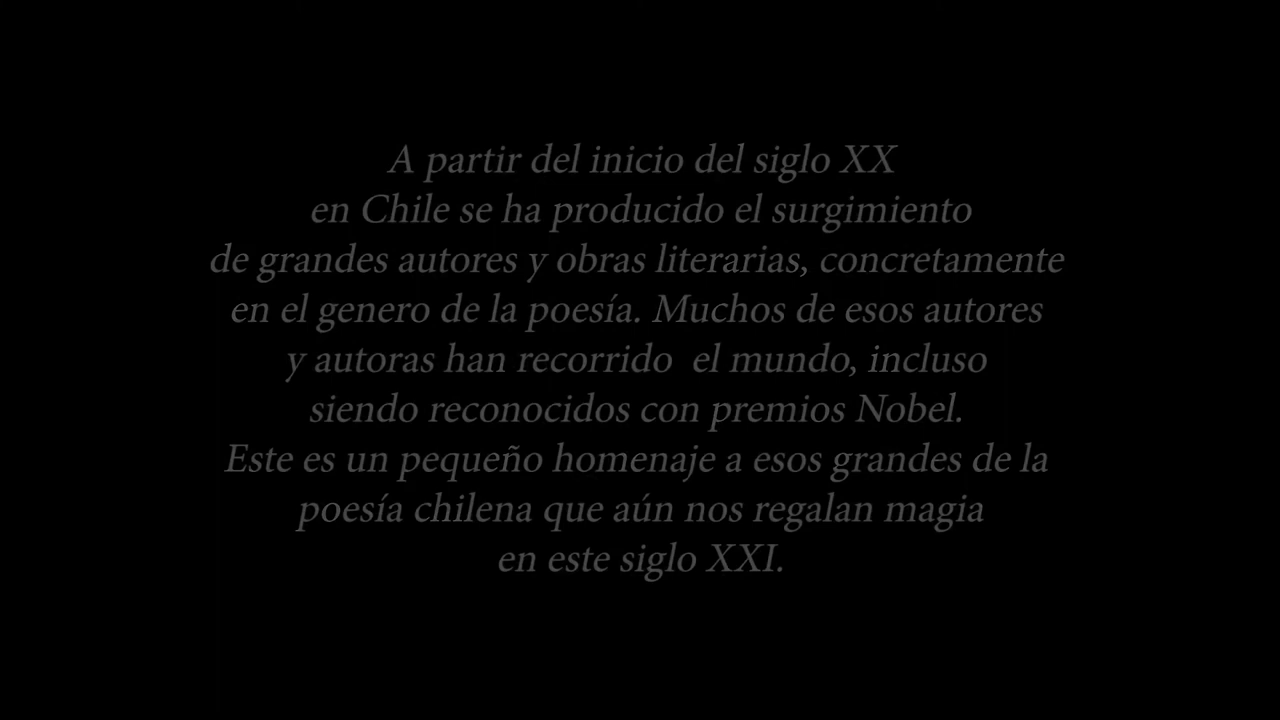 A partir del inicio del siglo XX
en Chile se ha producido el surgimiento
de grandes autores y obras literarias, concretamente
en el genero de la poesía. Muchos de esos autores
y autoras han recorrido  el mundo, incluso
siendo reconocidos con premios Nobel.
Este es un pequeño homenaje a esos grandes de la
poesía chilena que aún nos regalan magia
en este siglo XXI.